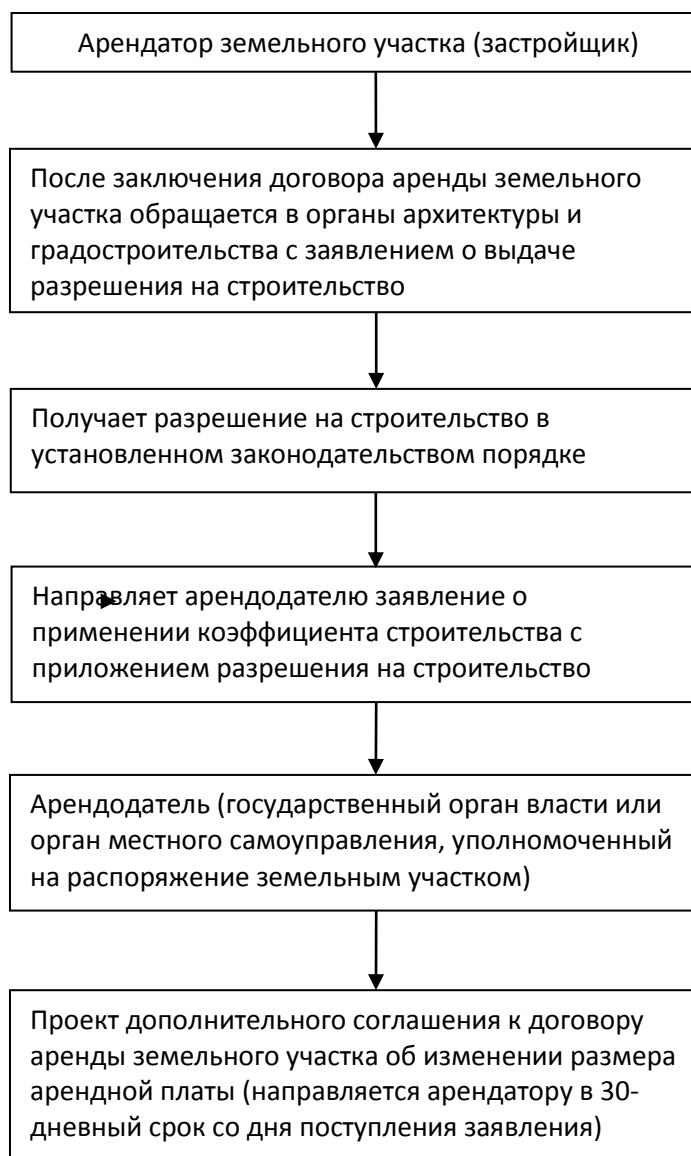 Арендатор земельного участка (застройщик)
После заключения договора аренды земельного
участка обращается в органы архитектуры и
градостроительства с заявлением о выдаче
разрешения на строительство
Получает разрешение на строительство в
установленном законодательством порядке
Направляет арендодателю заявление о
применении коэффициента строительства с
приложением разрешения на строительство
Арендодатель (государственный орган власти или
орган местного самоуправления, уполномоченный
на распоряжение земельным участком)
Проект дополнительного соглашения к договору
аренды земельного участка об изменении размера
арендной платы (направляется арендатору в 30-
дневный срок со дня поступления заявления)